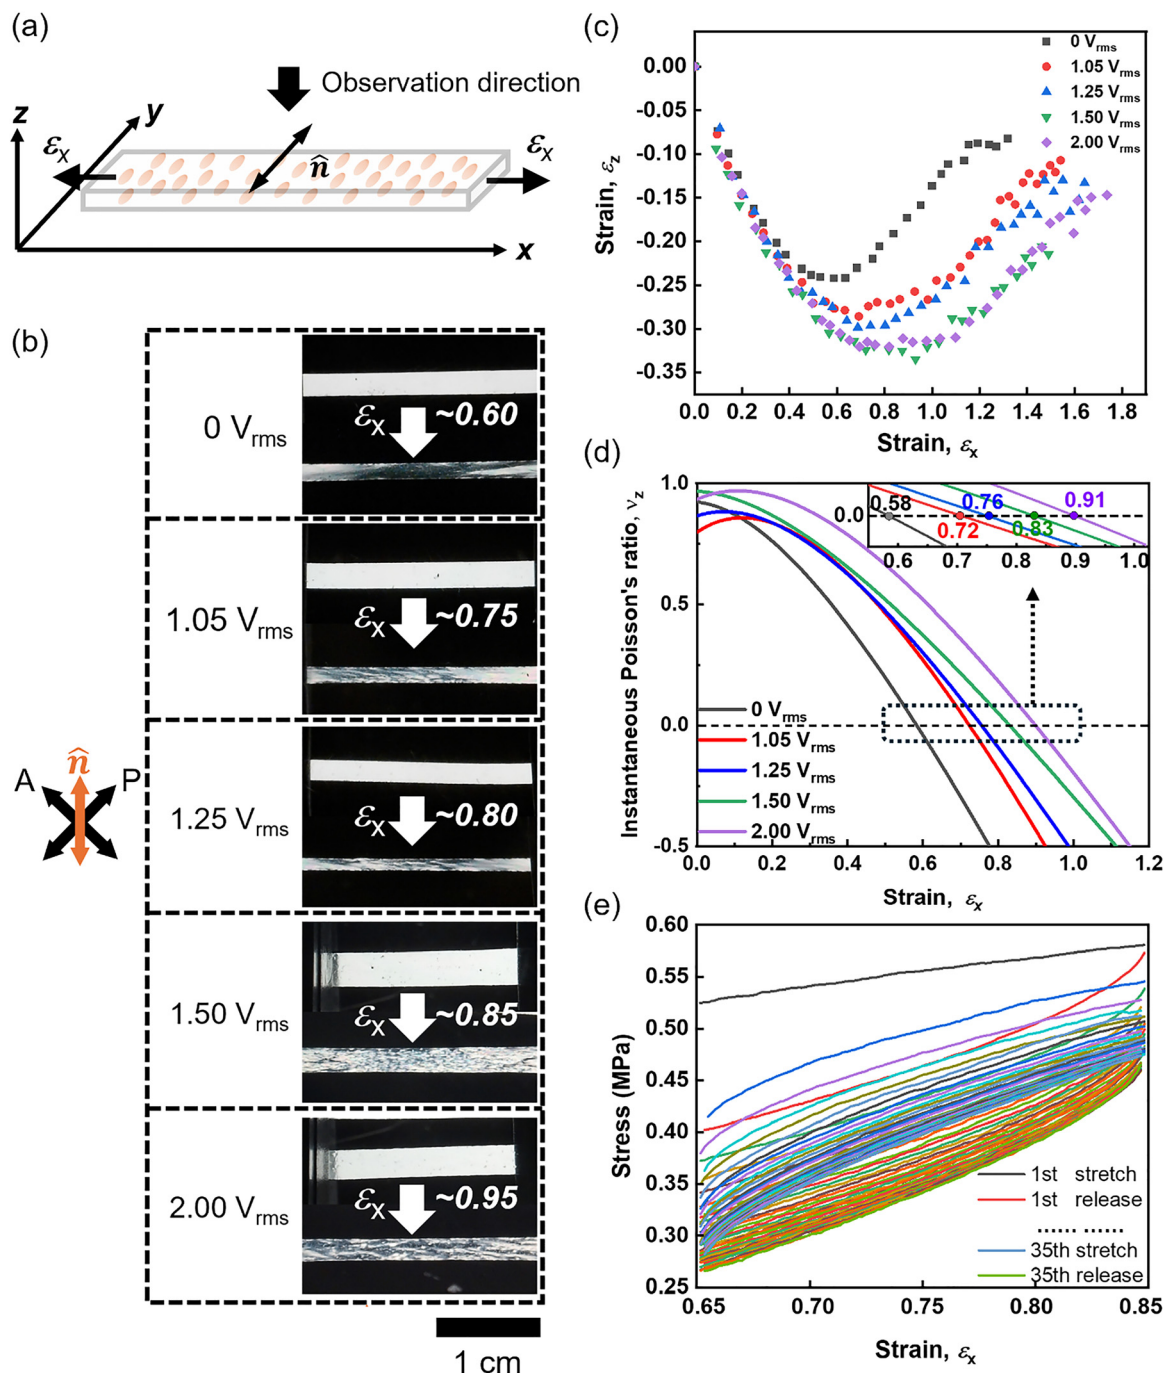 (a)
Observation direction
z
y
εx
n̂
εx
x
(b)
0 Vrms
εx ~0.60
1.05 Vrms
εx ~0.75
n̂
A P
1.25 Vrms
εx ~0.80
1.50 Vrms
εx ~0.85
2.00 Vrms
εx ~0.95
1 cm
(c)
0 Vrms
1.05 Vrms
1.25 Vrms
1.50 Vrms
2.00 Vrms
0.00
-0.05
-0.10
-0.15
-0.20
-0.25
-0.30
-0.35
Strain, εz
0.0 0.2 0.4 0.6 0.8 1.0 1.2 1.4 1.6 1.8
Strain, εx
(d)
1.0
0.5
0.0
-0.5
Instantaneous Poisson's ratio, νz
0.0
0.58
0.72
0.76
0.83
0.91
0.6 0.7 0.8 0.9 1.0
0 Vrms
1.05 Vrms
1.25 Vrms
1.50 Vrms
2.00 Vrms
0.0 0.2 0.4 0.6 0.8 1.0 1.2
Strain, εx
(e)
0.60
0.55
0.50
0.45
0.40
0.35
0.30
0.25
Stress (MPa)
1st stretch
1st release
...... ......
35th stretch
35th release
0.65 0.70 0.75 0.80 0.85
Strain, εx